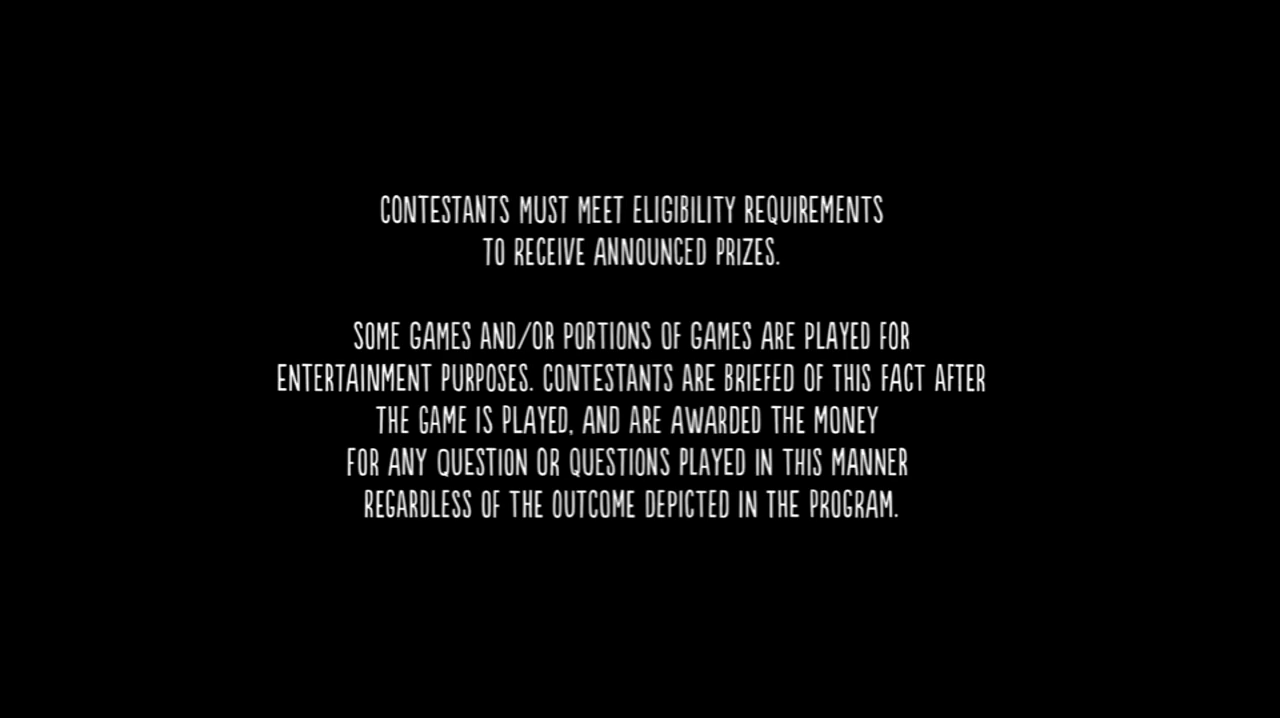 CONTESTANTS MUST MEET ELIGIBILITY REQUIREMENTS
TO RECEIVE ANNOUNCED PRIZES.
SOME GAMES AND/OR PORTIONS OF GAMES ARE PLAYED FOR
ENTERTAINMENT PURPOSES. CONTESTANTS ARE BRIEFED OF THIS FACT AFTER
THE GAME IS PLAYED, AND ARE AWARDED THE MONEY
FOR ANY QUESTION OR QUESTIONS PLAYED IN THIS MANNER
REGARDLESS OF THE OUTCOME DEPICTED IN THE PROGRAM.